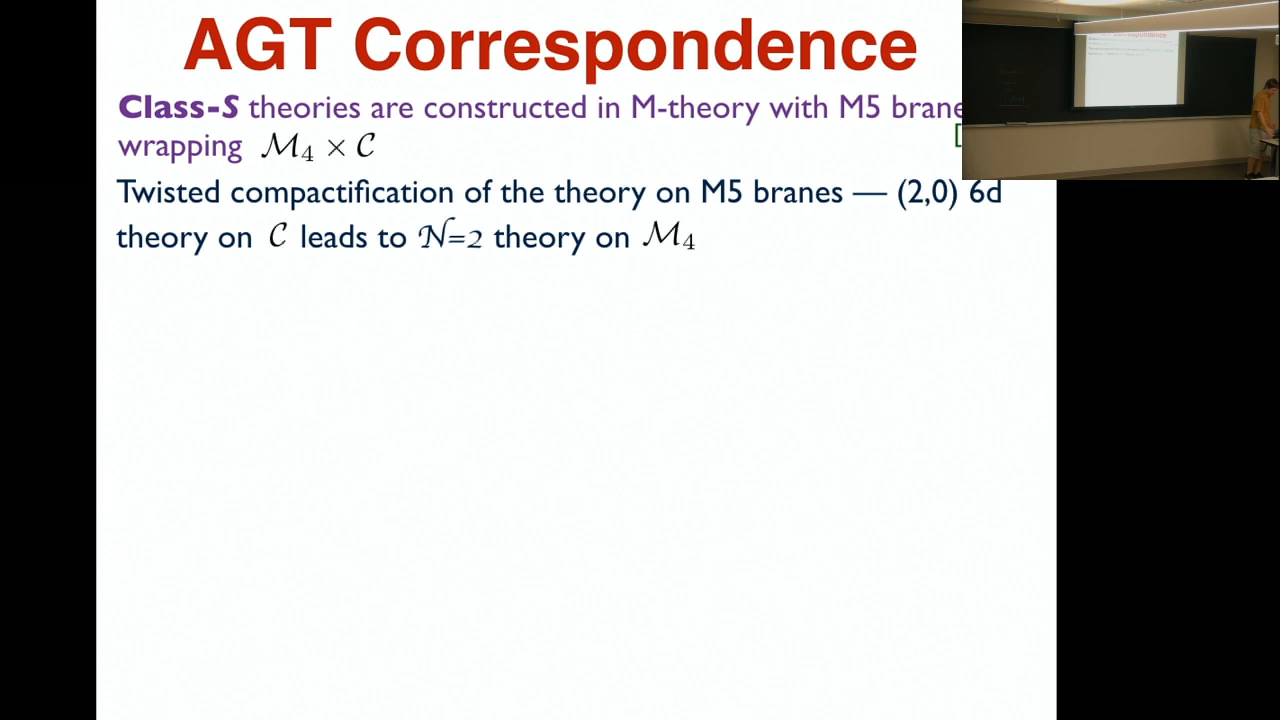 AGT Correspondence
Class-S theories are constructed in M-theory with M5 brane
wrapping M₄ × C
[
Twisted compactification of the theory on M5 branes — (2,0) 6d
theory on C leads to N=2 theory on M₄